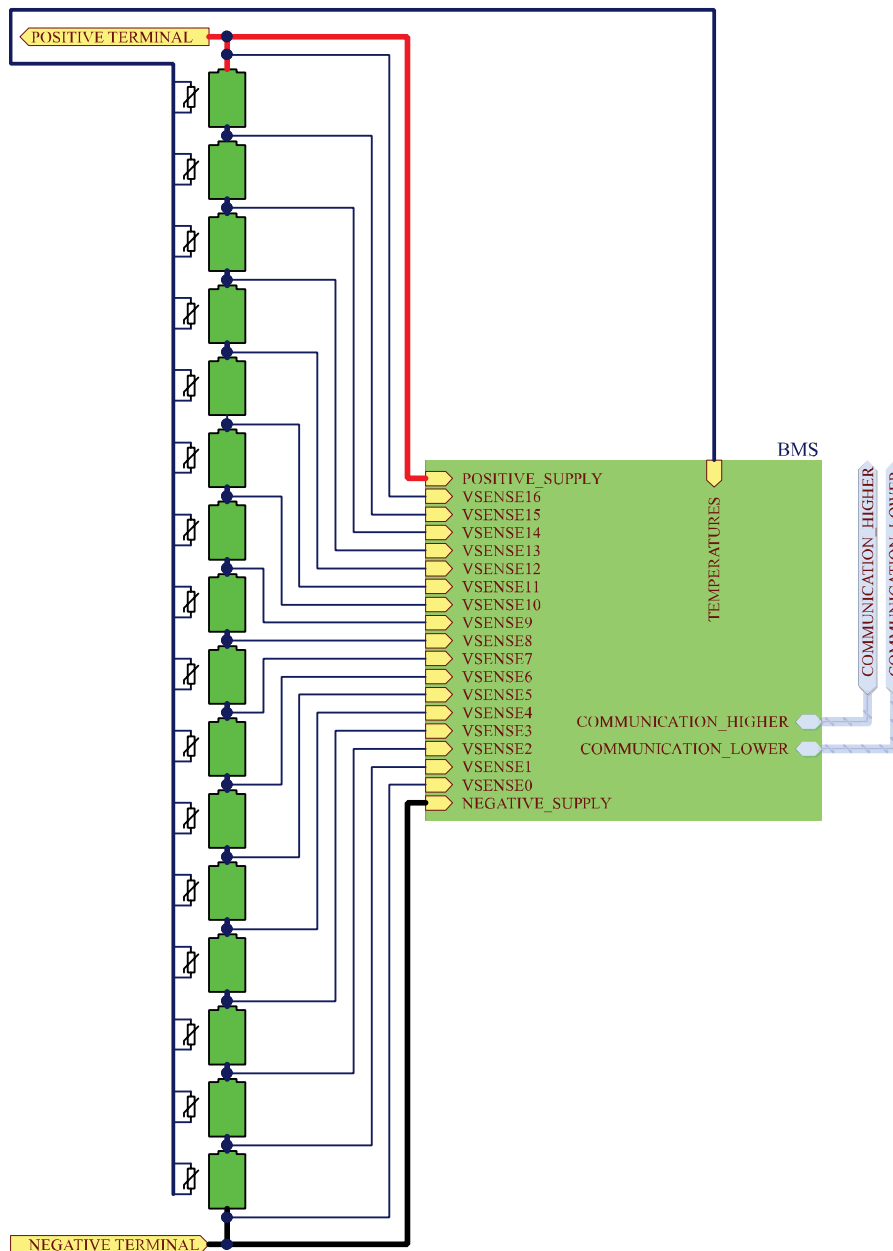 POSITIVE TERMINAL
BMS
POSITIVE_SUPPLY
VSENSE16
VSENSE15
VSENSE14
VSENSE13
VSENSE12
VSENSE11
VSENSE10
VSENSE9
VSENSE8
VSENSE7
VSENSE6
VSENSE5
VSENSE4
VSENSE3
VSENSE2
VSENSE1
VSENSE0
NEGATIVE_SUPPLY
TEMPERATURES
COMMUNICATION_HIGHER
COMMUNICATION_LOWER
COMMUNICATION_HIGHER
COMMUNICATION_LOWER
NEGATIVE TERMINAL